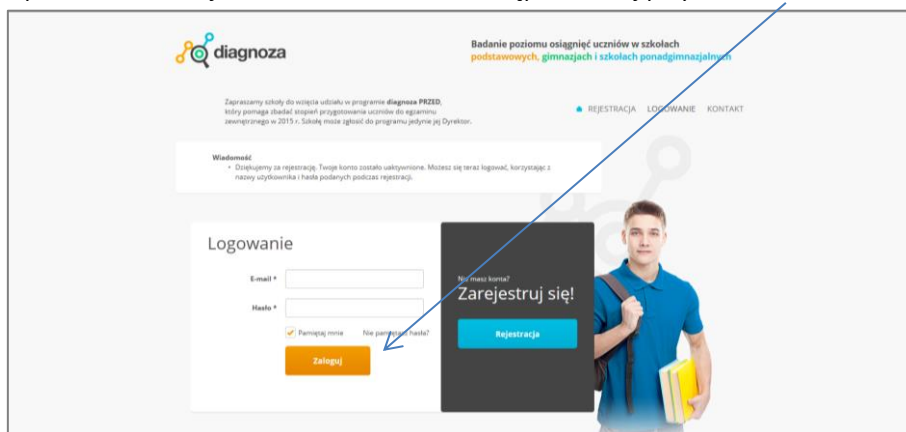 diagnoza
Badanie poziomu osiągnięć uczniów w szkołach
podstawowych, gimnazjach i szkołach ponadgimnazjalnych
Zapraszamy szkoły do wzięcia udziału w programie diagnoza PRZED,
który pomaga zbadać stopień przygotowania uczniów do egzaminu
zewnętrznego w 2015 r. Szkołę może zgłosić do programu jedynie jej Dyrektor.
REJESTRACJA LOGOWANIE KONTAKT
Wiadomość
Dziękujemy za rejestrację. Twoje konto zostało uaktywnione. Możesz się teraz logować, korzystając z
nazwy użytkownika i hasła podanych podczas rejestracji.
Logowanie
E-mail *
Hasło *
Pamiętaj mnie Nie pamiętasz hasła?
Zaloguj
Nie masz konta?
Zarejestruj się!
Rejestracja